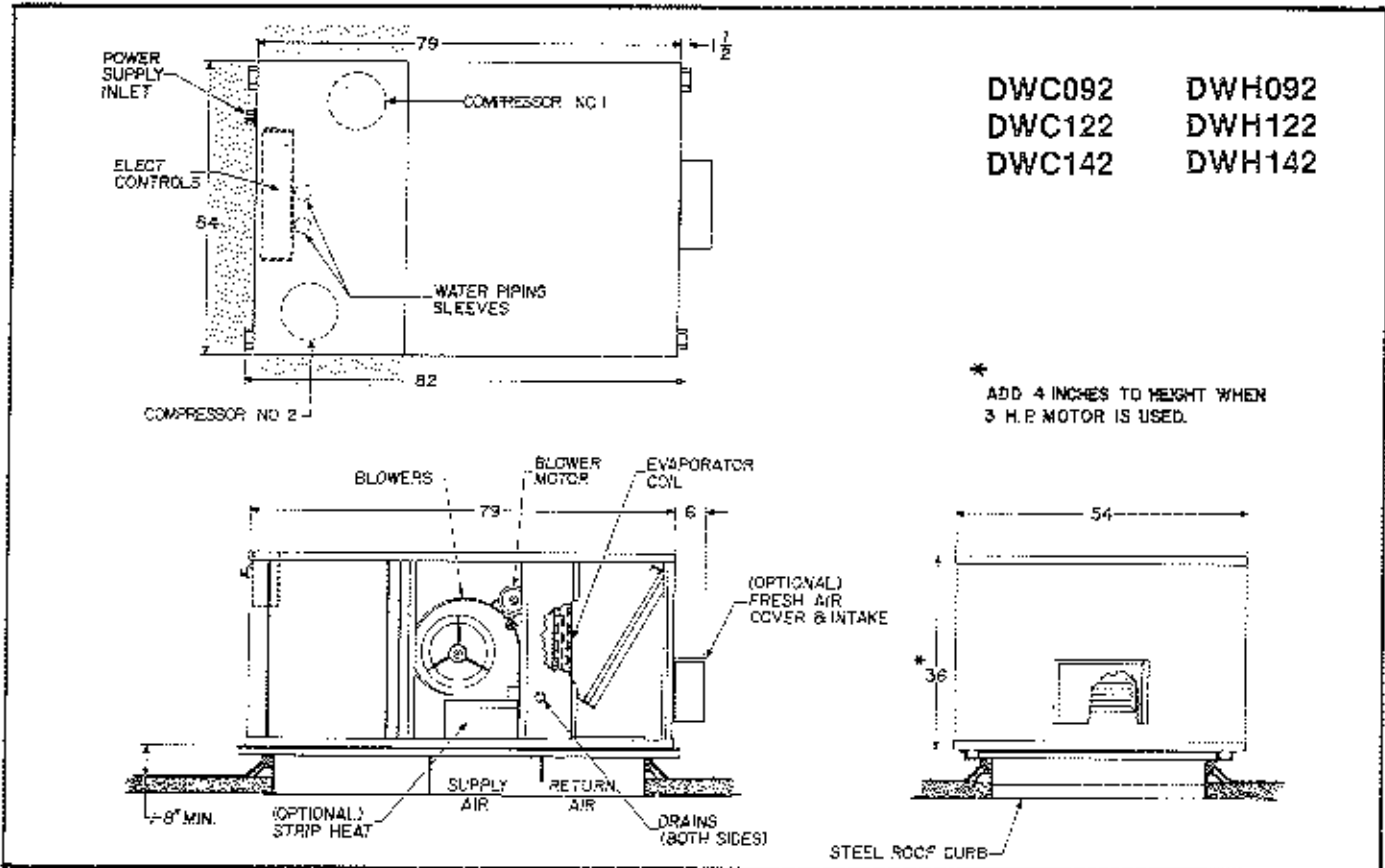 79
1/2
POWER
SUPPLY
INLET
COMPRESSOR NO 1
DWC092 DWH092
DWC122 DWH122
DWC142 DWH142
ELECT
CONTROLS
54
WATER PIPING
SLEEVES
82
COMPRESSOR NO 2
*
ADD 4 INCHES TO HEIGHT WHEN
3 H.P. MOTOR IS USED.
BLOWERS
BLOWER
MOTOR
EVAPORATOR
COIL
79
6
54
(OPTIONAL)
FRESH AIR
COVER & INTAKE
*
36
8" MIN.
(OPTIONAL)
STRIP HEAT
SUPPLY
AIR
RETURN
AIR
DRAINS
(BOTH SIDES)
STEEL ROOF CURB